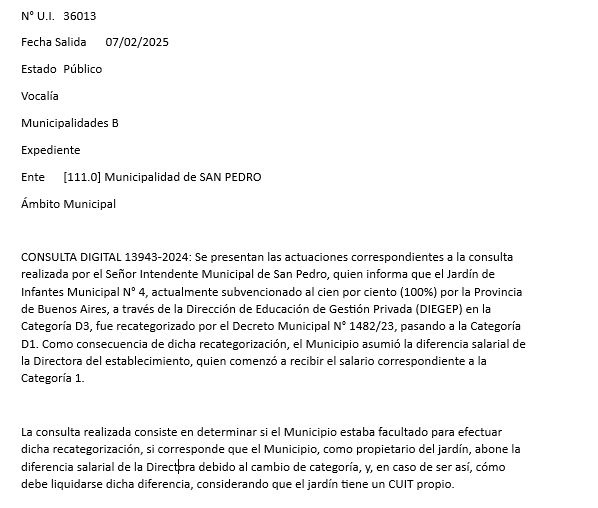 N° U.I.   36013
Fecha Salida   07/02/2025
Estado  Público
Vocalía
Municipalidades B
Expediente
Ente   [111.0] Municipalidad de SAN PEDRO
Ámbito Municipal
CONSULTA DIGITAL 13943-2024: Se presentan las actuaciones correspondientes a la consulta
realizada por el Señor Intendente Municipal de San Pedro, quien informa que el Jardín de
Infantes Municipal N° 4, actualmente subvencionado al cien por ciento (100%) por la Provincia
de Buenos Aires, a través de la Dirección de Educación de Gestión Privada (DIEGEP) en la
Categoría D3, fue recategorizado por el Decreto Municipal N° 1482/23, pasando a la Categoría
D1. Como consecuencia de dicha recategorización, el Municipio asumió la diferencia salarial de
la Directora del establecimiento, quien comenzó a recibir el salario correspondiente a la
Categoría 1.
La consulta realizada consiste en determinar si el Municipio estaba facultado para efectuar
dicha recategorización, si corresponde que el Municipio, como propietario del jardín, abone la
diferencia salarial de la Directora debido al cambio de categoría, y, en caso de ser así, cómo
debe liquidarse dicha diferencia, considerando que el jardín tiene un CUIT propio.